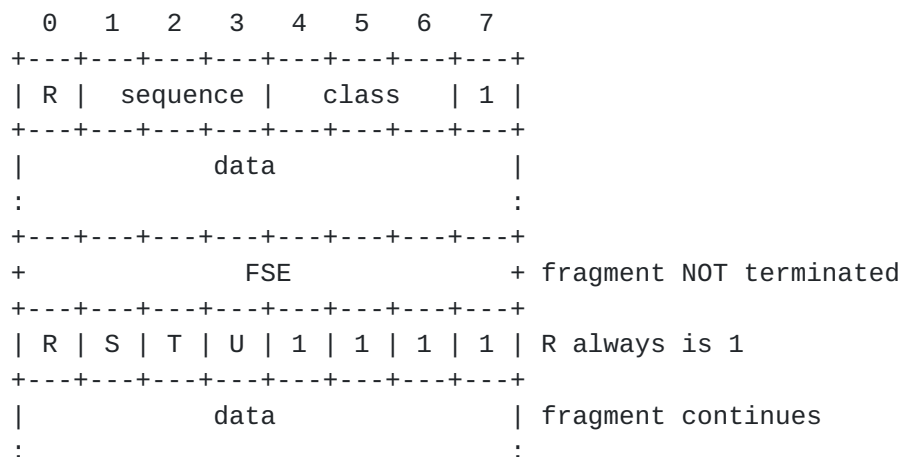 0   1   2   3   4   5   6   7
+---+---+---+---+---+---+---+---+
| R |  sequence |   class   | 1 |
+---+---+---+---+---+---+---+---+
|            data               |
:                               :
+---+---+---+---+---+---+---+---+
+              FSE              + fragment NOT terminated
+---+---+---+---+---+---+---+---+
| R | S | T | U | 1 | 1 | 1 | 1 | R always is 1
+---+---+---+---+---+---+---+---+
|            data               | fragment continues
:                               :